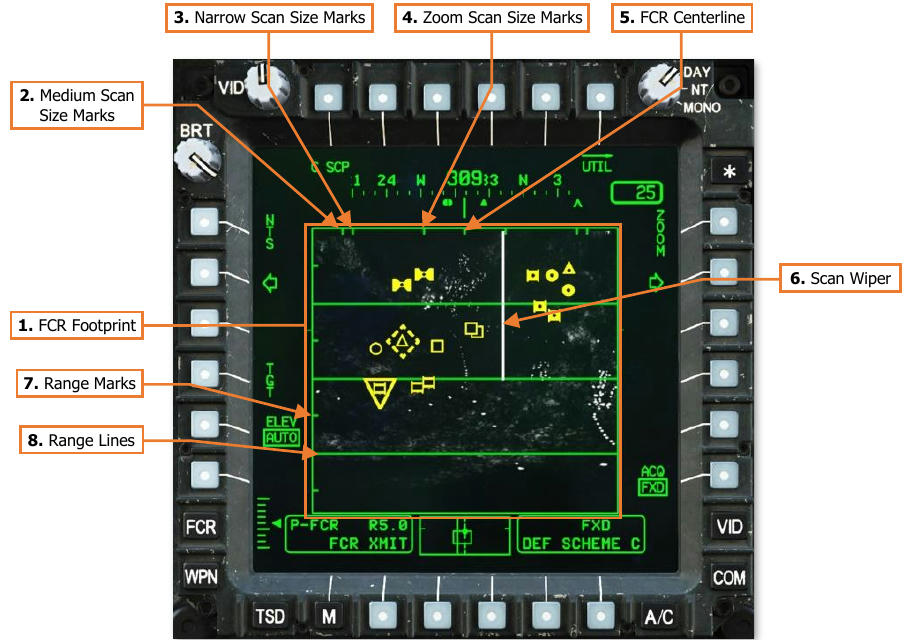 3. Narrow Scan Size Marks
4. Zoom Scan Size Marks
5. FCR Centerline
2. Medium Scan
Size Marks
VID
DAY
NT
MONO
BRT
C SCP
UTIL
1 24 W 309 33 N 3
25
*
NTS
ZOOM
6. Scan Wiper
1. FCR Footprint
7. Range Marks
TGT
ELEV
AUTO
8. Range Lines
ACQ
FXD
FCR
P-FCR R5.0
FCR XMIT
FXD
DEF SCHEME C
VID
WPN
COM
TSD
M
A/C